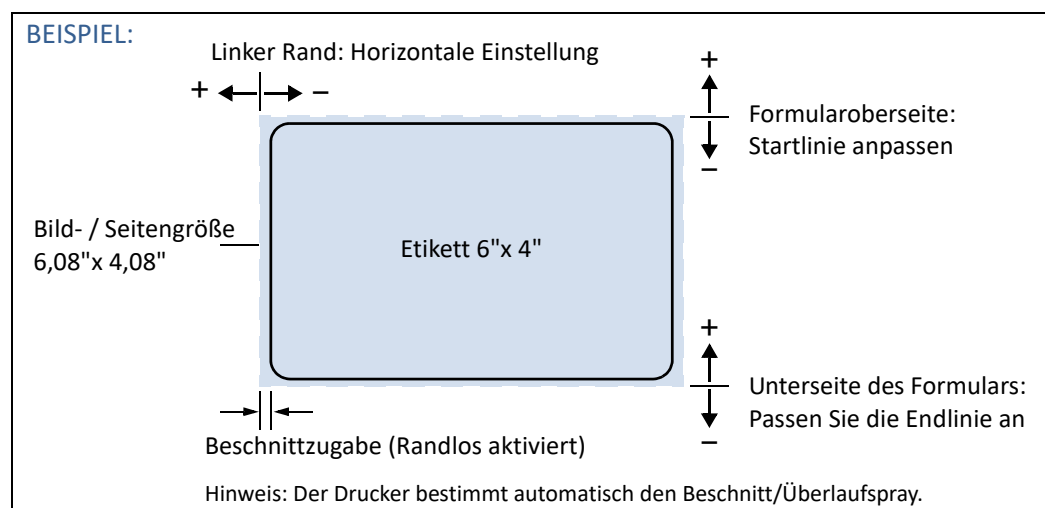 BEISPIEL:
Linker Rand: Horizontale Einstellung
+ –
+
Formularoberseite:
Startlinie anpassen
–
Bild- / Seitengröße
6,08"x 4,08"
Etikett 6"x 4"
+
Unterseite des Formulars:
Passen Sie die Endlinie an
–
Beschnittzugabe (Randlos aktiviert)
Hinweis: Der Drucker bestimmt automatisch den Beschnitt/Überlaufspray.